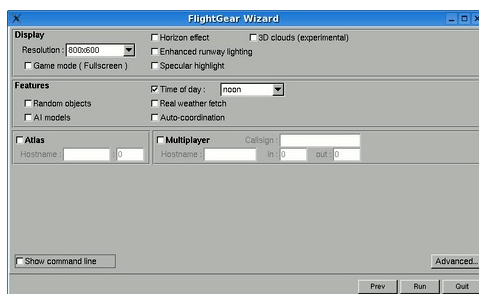 FlightGear Wizard
Display
Horizon effect 3D clouds (experimental)
Resolution : 800x600
Enhanced runway lighting
Game mode ( Fullscreen )
Specular highlight
Features
Time of day : noon
Random objects
Real weather fetch
AI models
Auto-coordination
Atlas
Multiplayer Callsign :
Hostname : : 0
Hostname : in : 0 out : 0
Show command line
Advanced...
Prev Run Quit